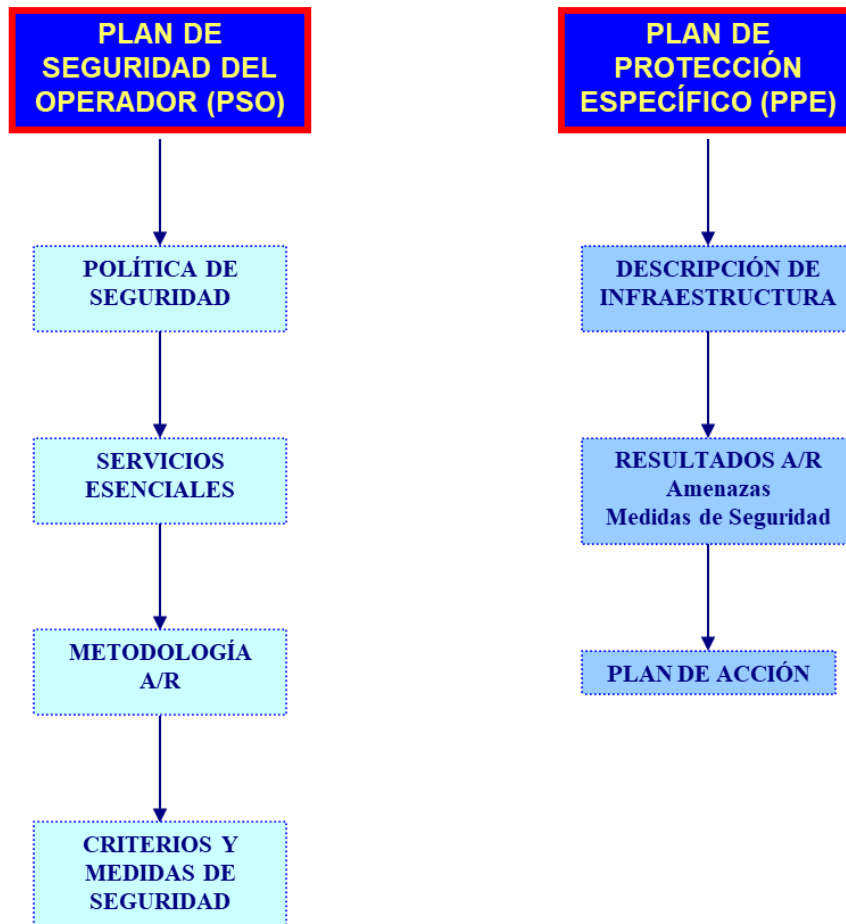 PLAN DE
SEGURIDAD DEL
OPERADOR (PSO)
POLÍTICA DE
SEGURIDAD
SERVICIOS
ESENCIALES
METODOLOGÍA
A/R
CRITERIOS Y
MEDIDAS DE
SEGURIDAD
PLAN DE
PROTECCIÓN
ESPECÍFICO (PPE)
DESCRIPCIÓN DE
INFRAESTRUCTURA
RESULTADOS A/R
Amenazas
Medidas de Seguridad
PLAN DE ACCIÓN